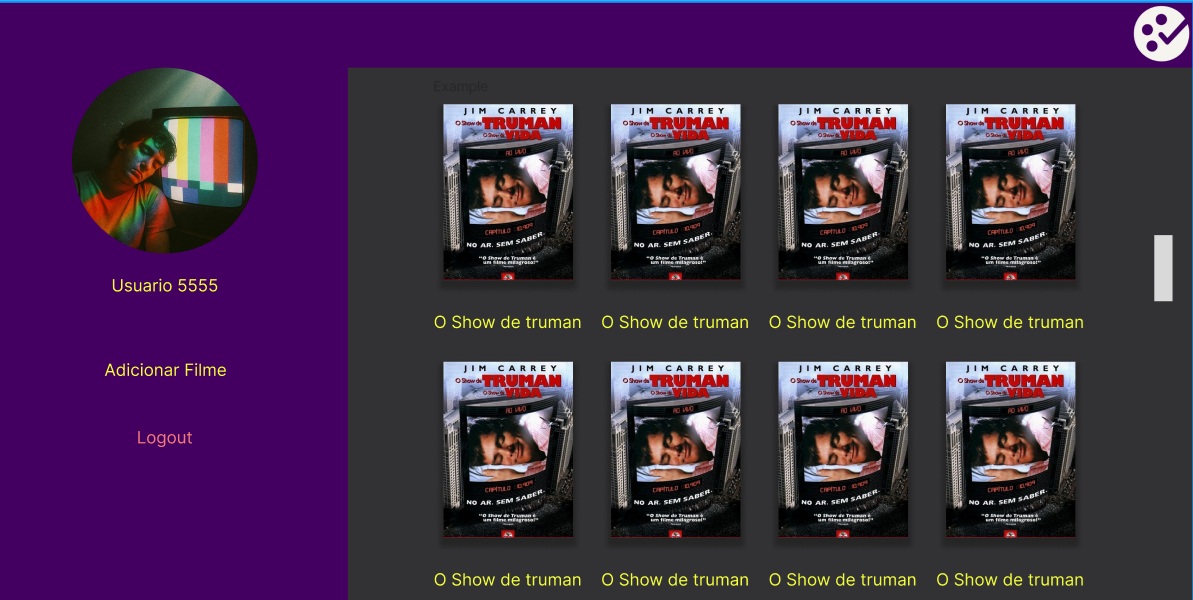 Example
JIM CARREY JIM CARREY JIM CARREY JIM CARREY
O Show de TRUMAN O Show de TRUMAN O Show de TRUMAN O Show de TRUMAN
O Show da VIDA O Show da VIDA O Show da VIDA O Show da VIDA
AO VIVO AO VIVO AO VIVO AO VIVO
CAPÍTULO 10.909 CAPÍTULO 10.909 CAPÍTULO 10.909 CAPÍTULO 10.909
NO AR. SEM SABER. NO AR. SEM SABER. NO AR. SEM SABER. NO AR. SEM SABER.
"O Show de Truman é "O Show de Truman é "O Show de Truman é "O Show de Truman é
um filme milagroso!" um filme milagroso!" um filme milagroso!" um filme milagroso!"
Usuario 5555
O Show de truman O Show de truman O Show de truman O Show de truman
Adicionar Filme
Logout
JIM CARREY JIM CARREY JIM CARREY JIM CARREY
O Show de TRUMAN O Show de TRUMAN O Show de TRUMAN O Show de TRUMAN
O Show da VIDA O Show da VIDA O Show da VIDA O Show da VIDA
AO VIVO AO VIVO AO VIVO AO VIVO
CAPÍTULO 10.909 CAPÍTULO 10.909 CAPÍTULO 10.909 CAPÍTULO 10.909
NO AR. SEM SABER. NO AR. SEM SABER. NO AR. SEM SABER. NO AR. SEM SABER.
"O Show de Truman é "O Show de Truman é "O Show de Truman é "O Show de Truman é
um filme milagroso!" um filme milagroso!" um filme milagroso!" um filme milagroso!"
O Show de truman O Show de truman O Show de truman O Show de truman